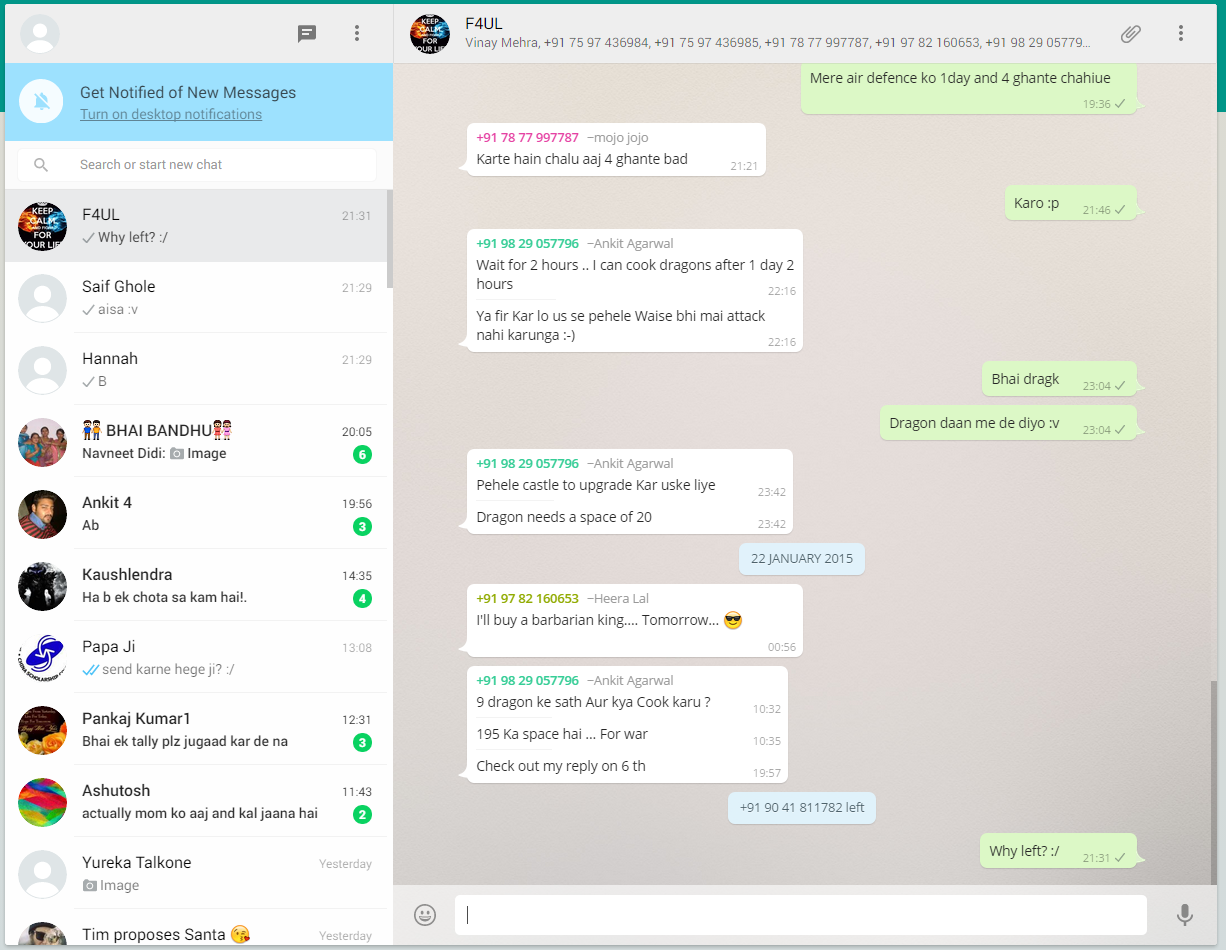 Get Notified of New Messages
Turn on desktop notifications
Search or start new chat
KEEP
CALM
AND FIGHT
FOR
YOUR LIFE
F4UL
21:31
Why left? :/
Saif Ghole
21:29
aisa :v
Hannah
21:29
B
BHAI BANDHU
20:05
Navneet Didi: Image
6
Ankit 4
19:56
Ab
3
Kaushlendra
14:35
Ha b ek chota sa kam hai!.
4
CHINA SCHOLARSHIP
Papa Ji
13:08
send karne hege ji? :/
Pankaj Kumar1
12:31
Bhai ek tally plz jugaad kar de na
3
Ashutosh
11:43
actually mom ko aaj and kal jaana hai
2
Yureka Talkone
Yesterday
Image
Tim proposes Santa 😘
Yesterday
KEEP
CALM
FOR
YOUR LIFE
F4UL
Vinay Mehra, +91 75 97 436984, +91 75 97 436985, +91 78 77 997787, +91 97 82 160653, +91 98 29 05779...
Mere air defence ko 1day and 4 ghante chahiue
19:36
+91 78 77 997787 ~mojo jojo
Karte hain chalu aaj 4 ghante bad
21:21
Karo :p
21:46
+91 98 29 057796 ~Ankit Agarwal
Wait for 2 hours .. I can cook dragons after 1 day 2
hours
22:16
Ya fir Kar lo us se pehele Waise bhi mai attack
nahi karunga :-)
22:16
Bhai dragk
23:04
Dragon daan me de diyo :v
23:04
+91 98 29 057796 ~Ankit Agarwal
Pehele castle to upgrade Kar uske liye
23:42
Dragon needs a space of 20
23:42
22 JANUARY 2015
+91 97 82 160653 ~Heera Lal
I'll buy a barbarian king.... Tomorrow... 😎
00:56
+91 98 29 057796 ~Ankit Agarwal
9 dragon ke sath Aur kya Cook karu ?
10:32
195 Ka space hai ... For war
10:35
Check out my reply on 6 th
19:57
+91 90 41 811782 left
Why left? :/
21:31